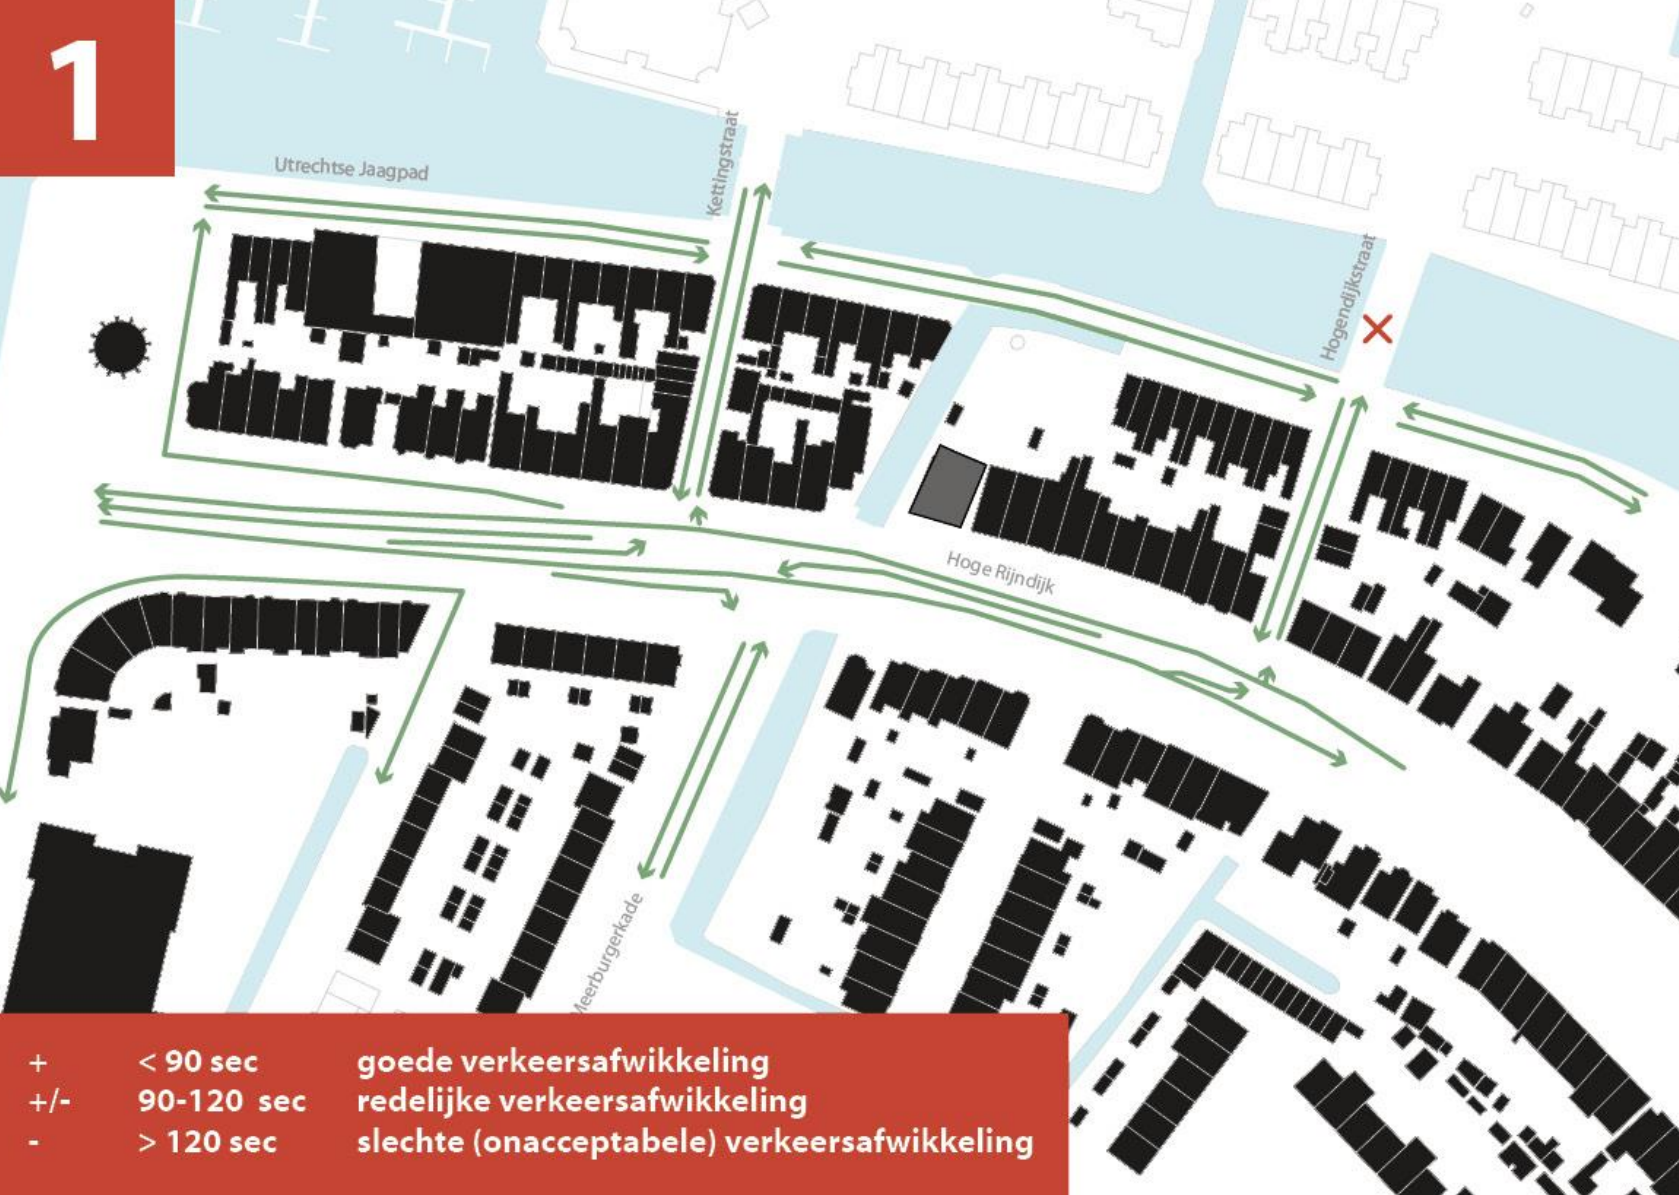 1
Utrechtse Jaagpad
Kettingstraat
Hogendijkstraat
Hoge Rijndijk
Meerburgerkade
+ < 90 sec goede verkeersafwikkeling
+/- 90-120 sec redelijke verkeersafwikkeling
- > 120 sec slechte (onacceptabele) verkeersafwikkeling